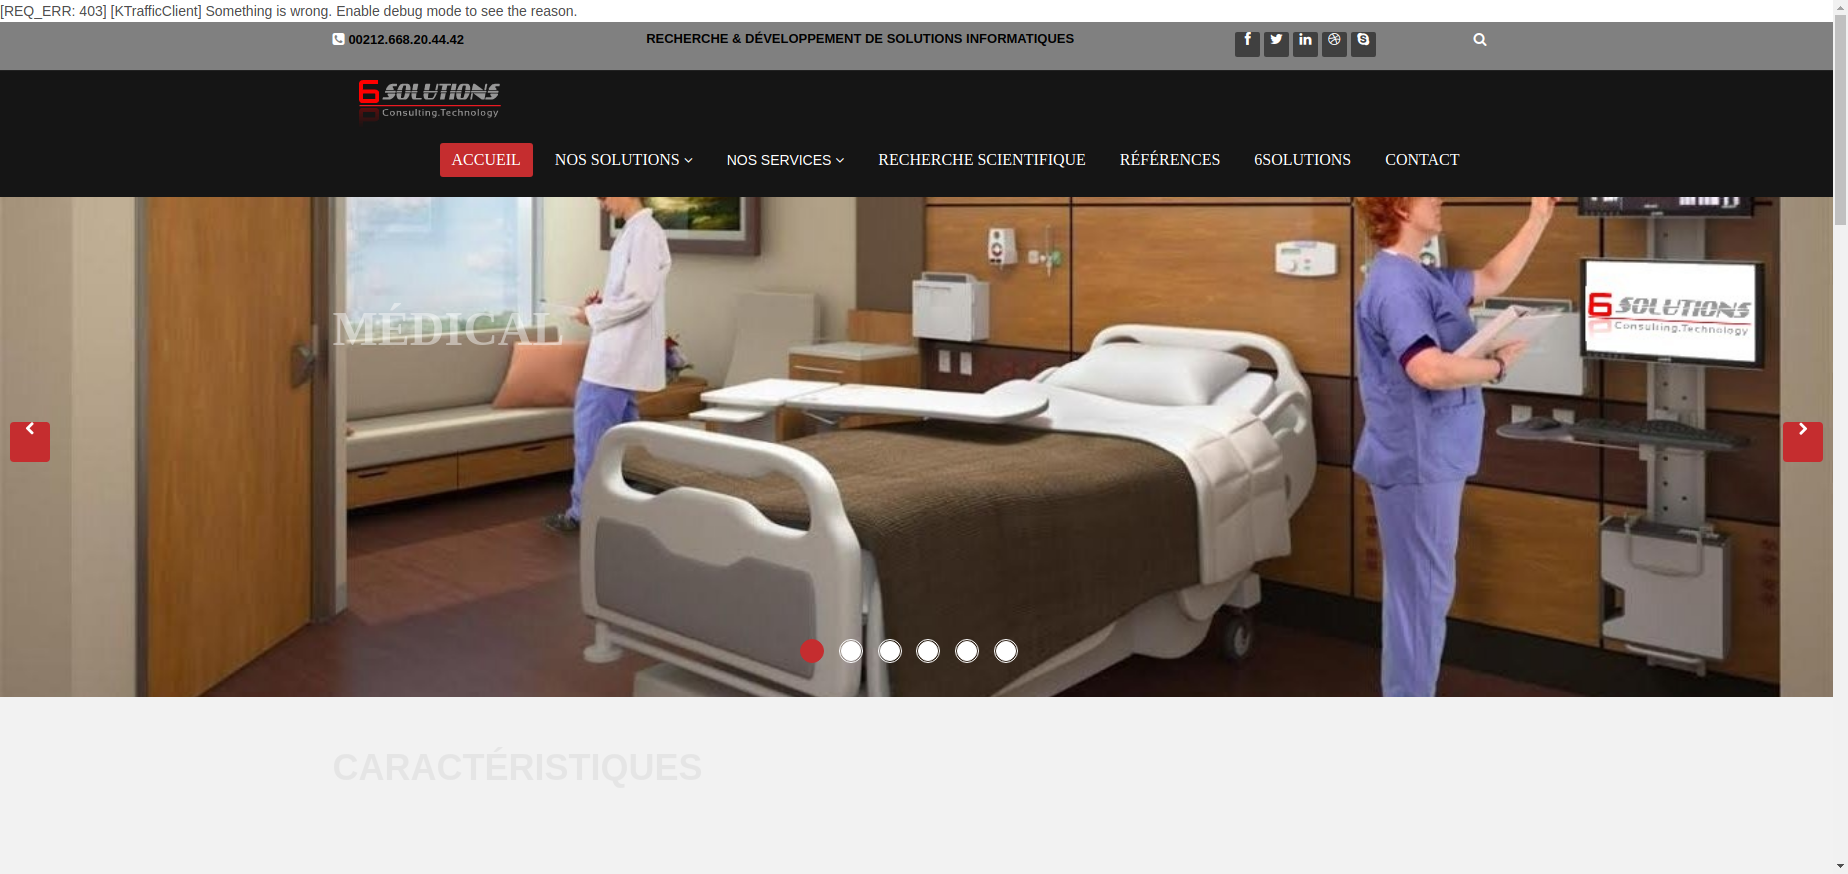 [REQ_ERR: 403] [KTrafficClient] Something is wrong. Enable debug mode to see the reason.
00212.668.20.44.42
RECHERCHE & DÉVELOPPEMENT DE SOLUTIONS INFORMATIQUES
6 SOLUTIONS
Consulting.Technology
ACCUEIL
NOS SOLUTIONS
NOS SERVICES
RECHERCHE SCIENTIFIQUE
RÉFÉRENCES
6SOLUTIONS
CONTACT
MÉDICAL
6 SOLUTIONS
Consulting.Technology
CARACTÉRISTIQUES